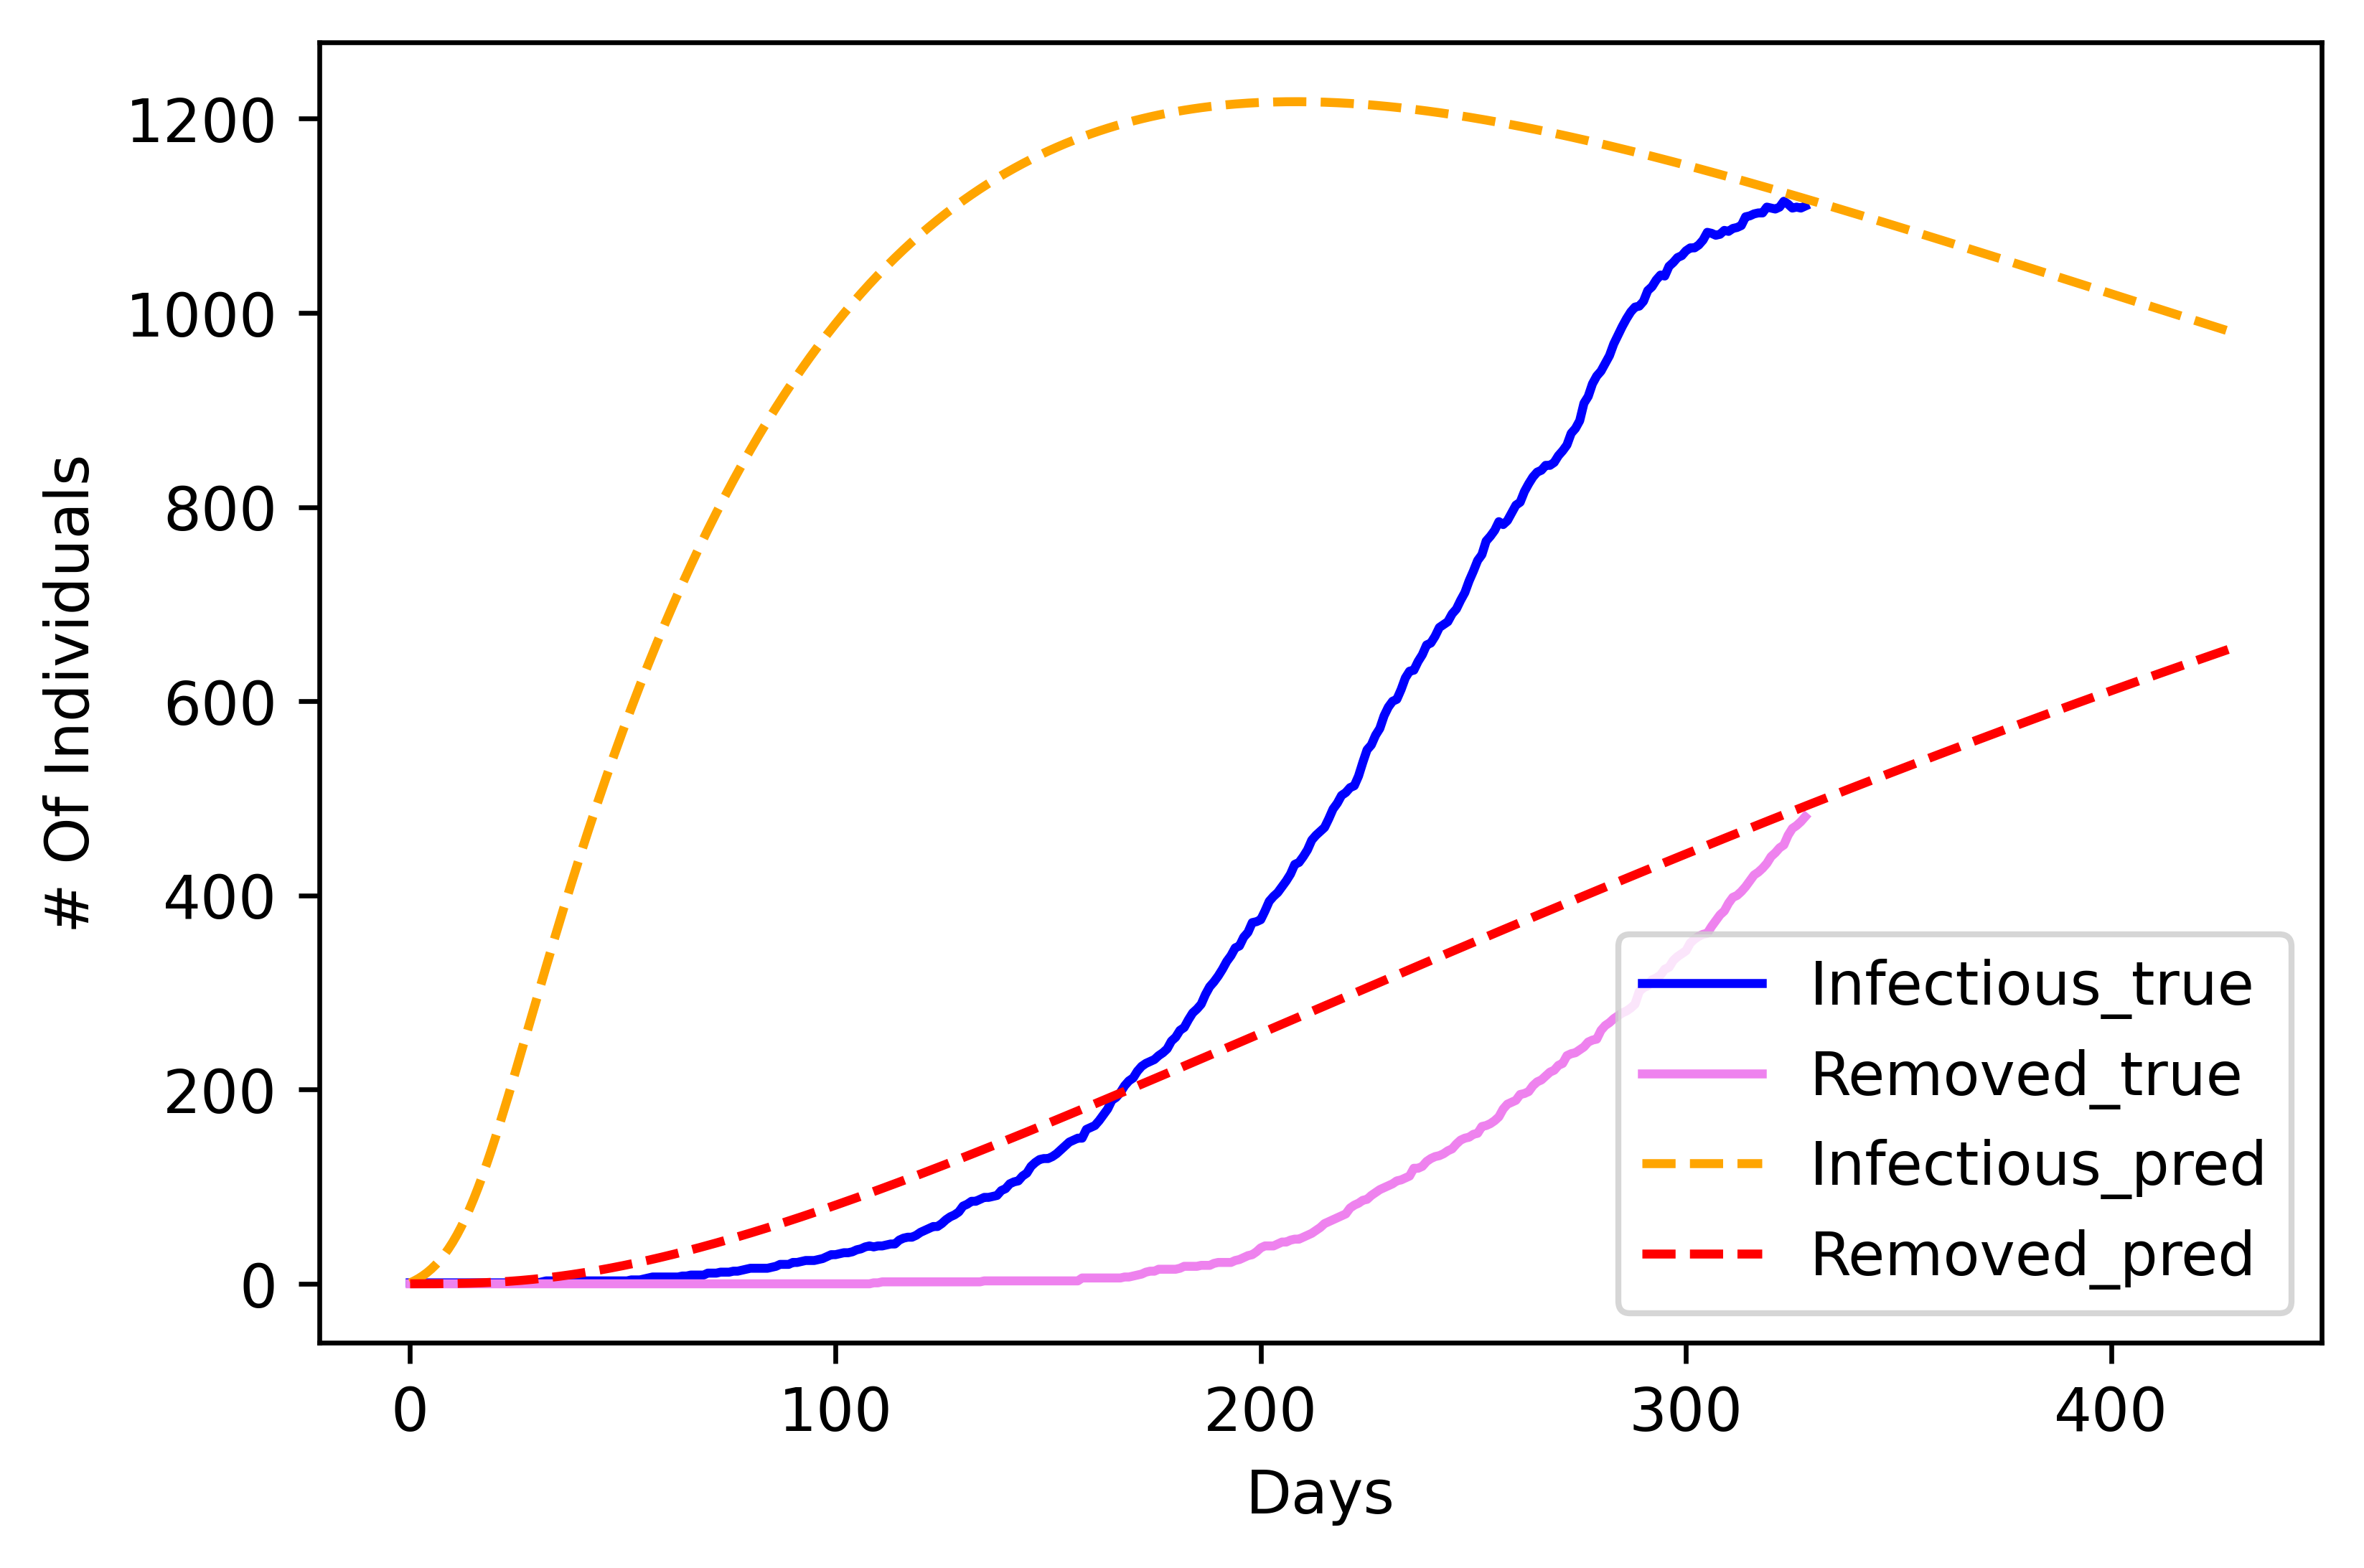 1200
1000
800
600
400
200
0
# Of Individuals
Infectious_true
Removed_true
Infectious_pred
Removed_pred
0 100 200 300 400
Days